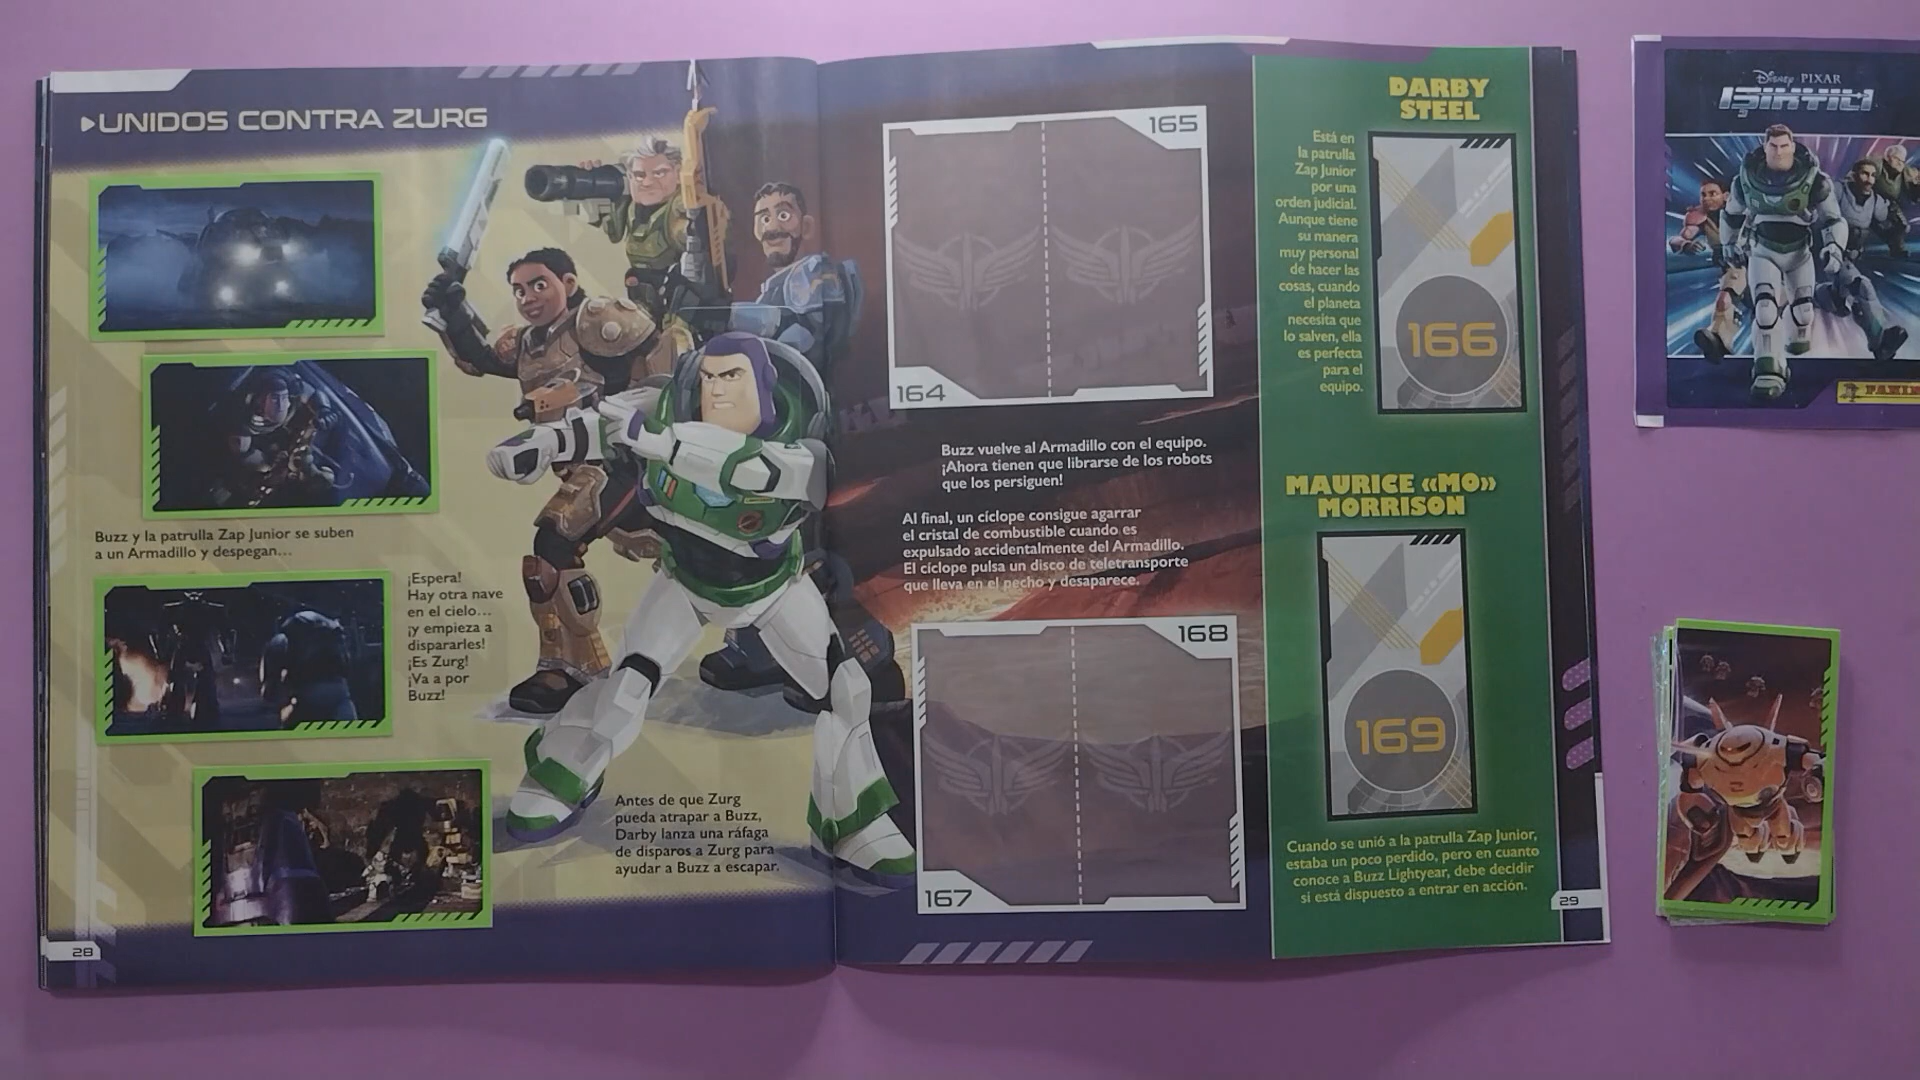 UNIDOS CONTRA ZURG
Buzz y la patrulla Zap Junior se suben
a un Armadillo y despegan...
¡Espera!
Hay otra nave
en el cielo...
¡y empieza a
dispararles!
¡Es Zurg!
¡Va a por
Buzz!
Antes de que Zurg
pueda atrapar a Buzz,
Darby lanza una ráfaga
de disparos a Zurg para
ayudar a Buzz a escapar.
28
165
164
Buzz vuelve al Armadillo con el equipo.
¡Ahora tienen que librarse de los robots
que los persiguen!
Al final, un cíclope consigue agarrar
el cristal de combustible cuando es
expulsado accidentalmente del Armadillo.
El cíclope pulsa un disco de teletransporte
que lleva en el pecho y desaparece.
168
167
DARBY
STEEL
Está en
la patrulla
Zap Junior
por una
orden judicial.
Aunque tiene
su manera
muy personal
de hacer las
cosas, cuando
el planeta
necesita que
lo salven, ella
es perfecta
para el
equipo.
166
MAURICE «MO»
MORRISON
169
Cuando se unió a la patrulla Zap Junior,
estaba un poco perdido, pero en cuanto
conoce a Buzz Lightyear, debe decidir
si está dispuesto a entrar en acción.
29
Disney PIXAR